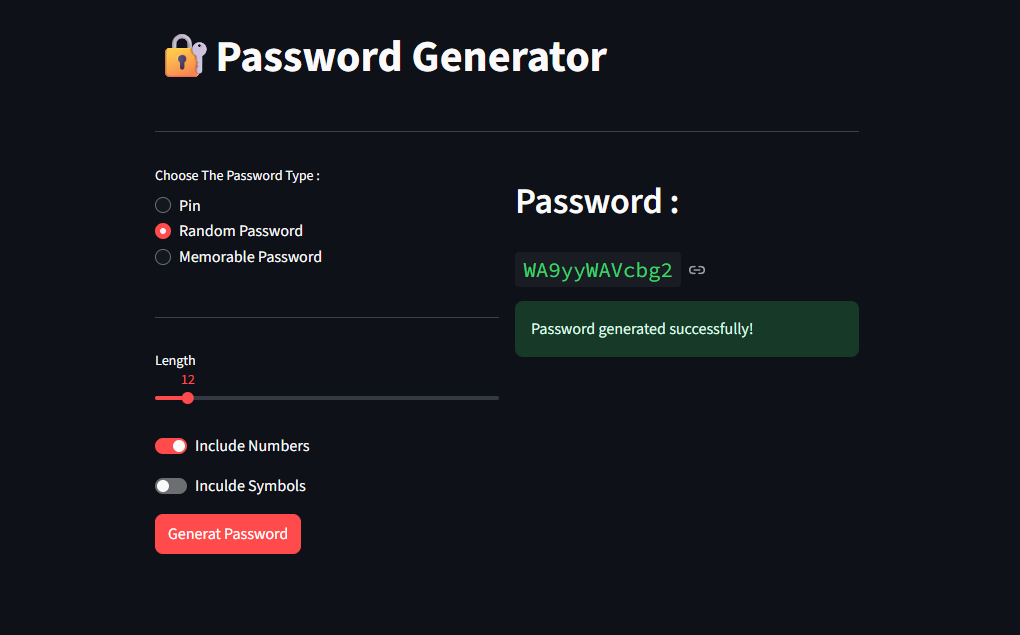 Password Generator
Choose The Password Type :
Pin
Random Password
Memorable Password
Length
12
Include Numbers
Inculde Symbols
Generat Password
Password :
WA9yyWAVcbg2
Password generated successfully!